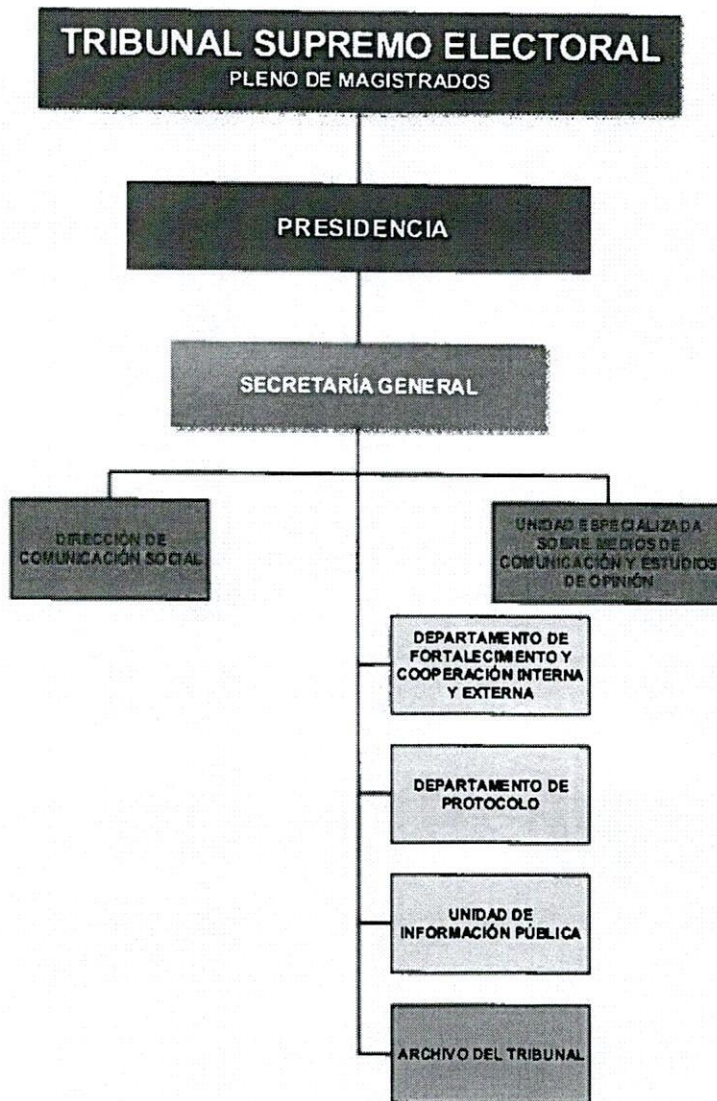 TRIBUNAL SUPREMO ELECTORAL
PLENO DE MAGISTRADOS
PRESIDENCIA
SECRETARÍA GENERAL
DIRECCIÓN DE
COMUNICACIÓN SOCIAL
UNIDAD ESPECIALIZADA
SOBRE MEDIOS DE
COMUNICACIÓN Y ESTUDIOS
DE OPINIÓN
DEPARTAMENTO DE
FORTALECIMIENTO Y
COOPERACIÓN INTERNA
Y EXTERNA
DEPARTAMENTO DE
PROTOCOLO
UNIDAD DE
INFORMACIÓN PÚBLICA
ARCHIVO DEL TRIBUNAL